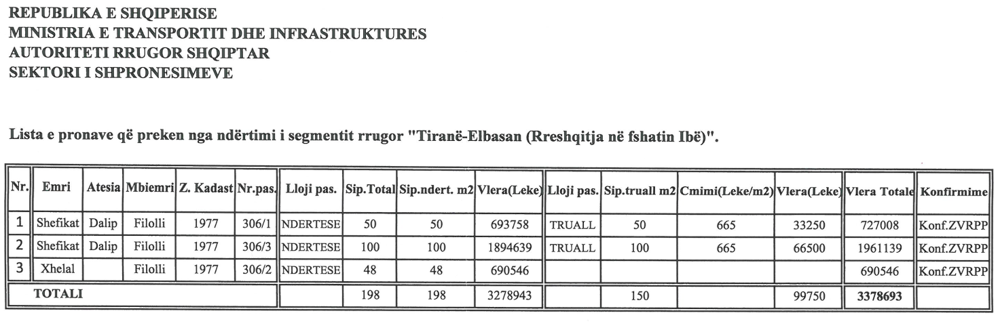 REPUBLIKA E SHQIPERISE
MINISTRIA E TRANSPORTIT DHE INFRASTRUKTURES
AUTORITETI RRUGOR SHQIPTAR
SEKTORI I SHPRONESIMEVE
Lista e pronave që preken nga ndërtimi i segmentit rrugor "Tiranë-Elbasan (Rreshqitja në fshatin Ibë)".
Nr. Emri Atesia Mbiemri Z. Kadast Nr.pas. Lloji pas. Sip.Total Sip.ndert. m2 Vlera(Leke) Lloji pas. Sip.truall m2 Cmimi(Leke/m2) Vlera(Leke) Vlera Totale Konfirmime
1 Shefikat Dalip Filolli 1977 306/1 NDERTESE 50 50 693758 TRUALL 50 665 33250 727008 Konf.ZVRPP
2 Shefikat Dalip Filolli 1977 306/3 NDERTESE 100 100 1894639 TRUALL 100 665 66500 1961139 Konf.ZVRPP
3 Xhelal Filolli 1977 306/2 NDERTESE 48 48 690546 690546 Konf.ZVRPP
TOTALI 198 198 3278943 150 99750 3378693